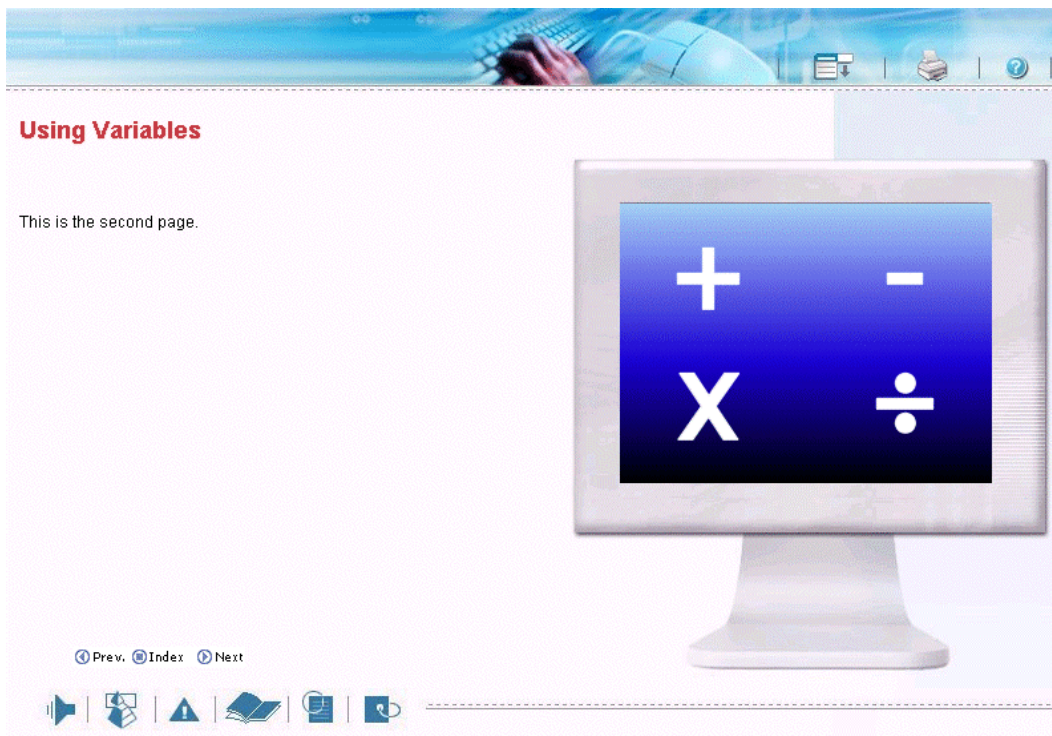 Using Variables
This is the second page.
+ -
X ÷
Prev. Index Next